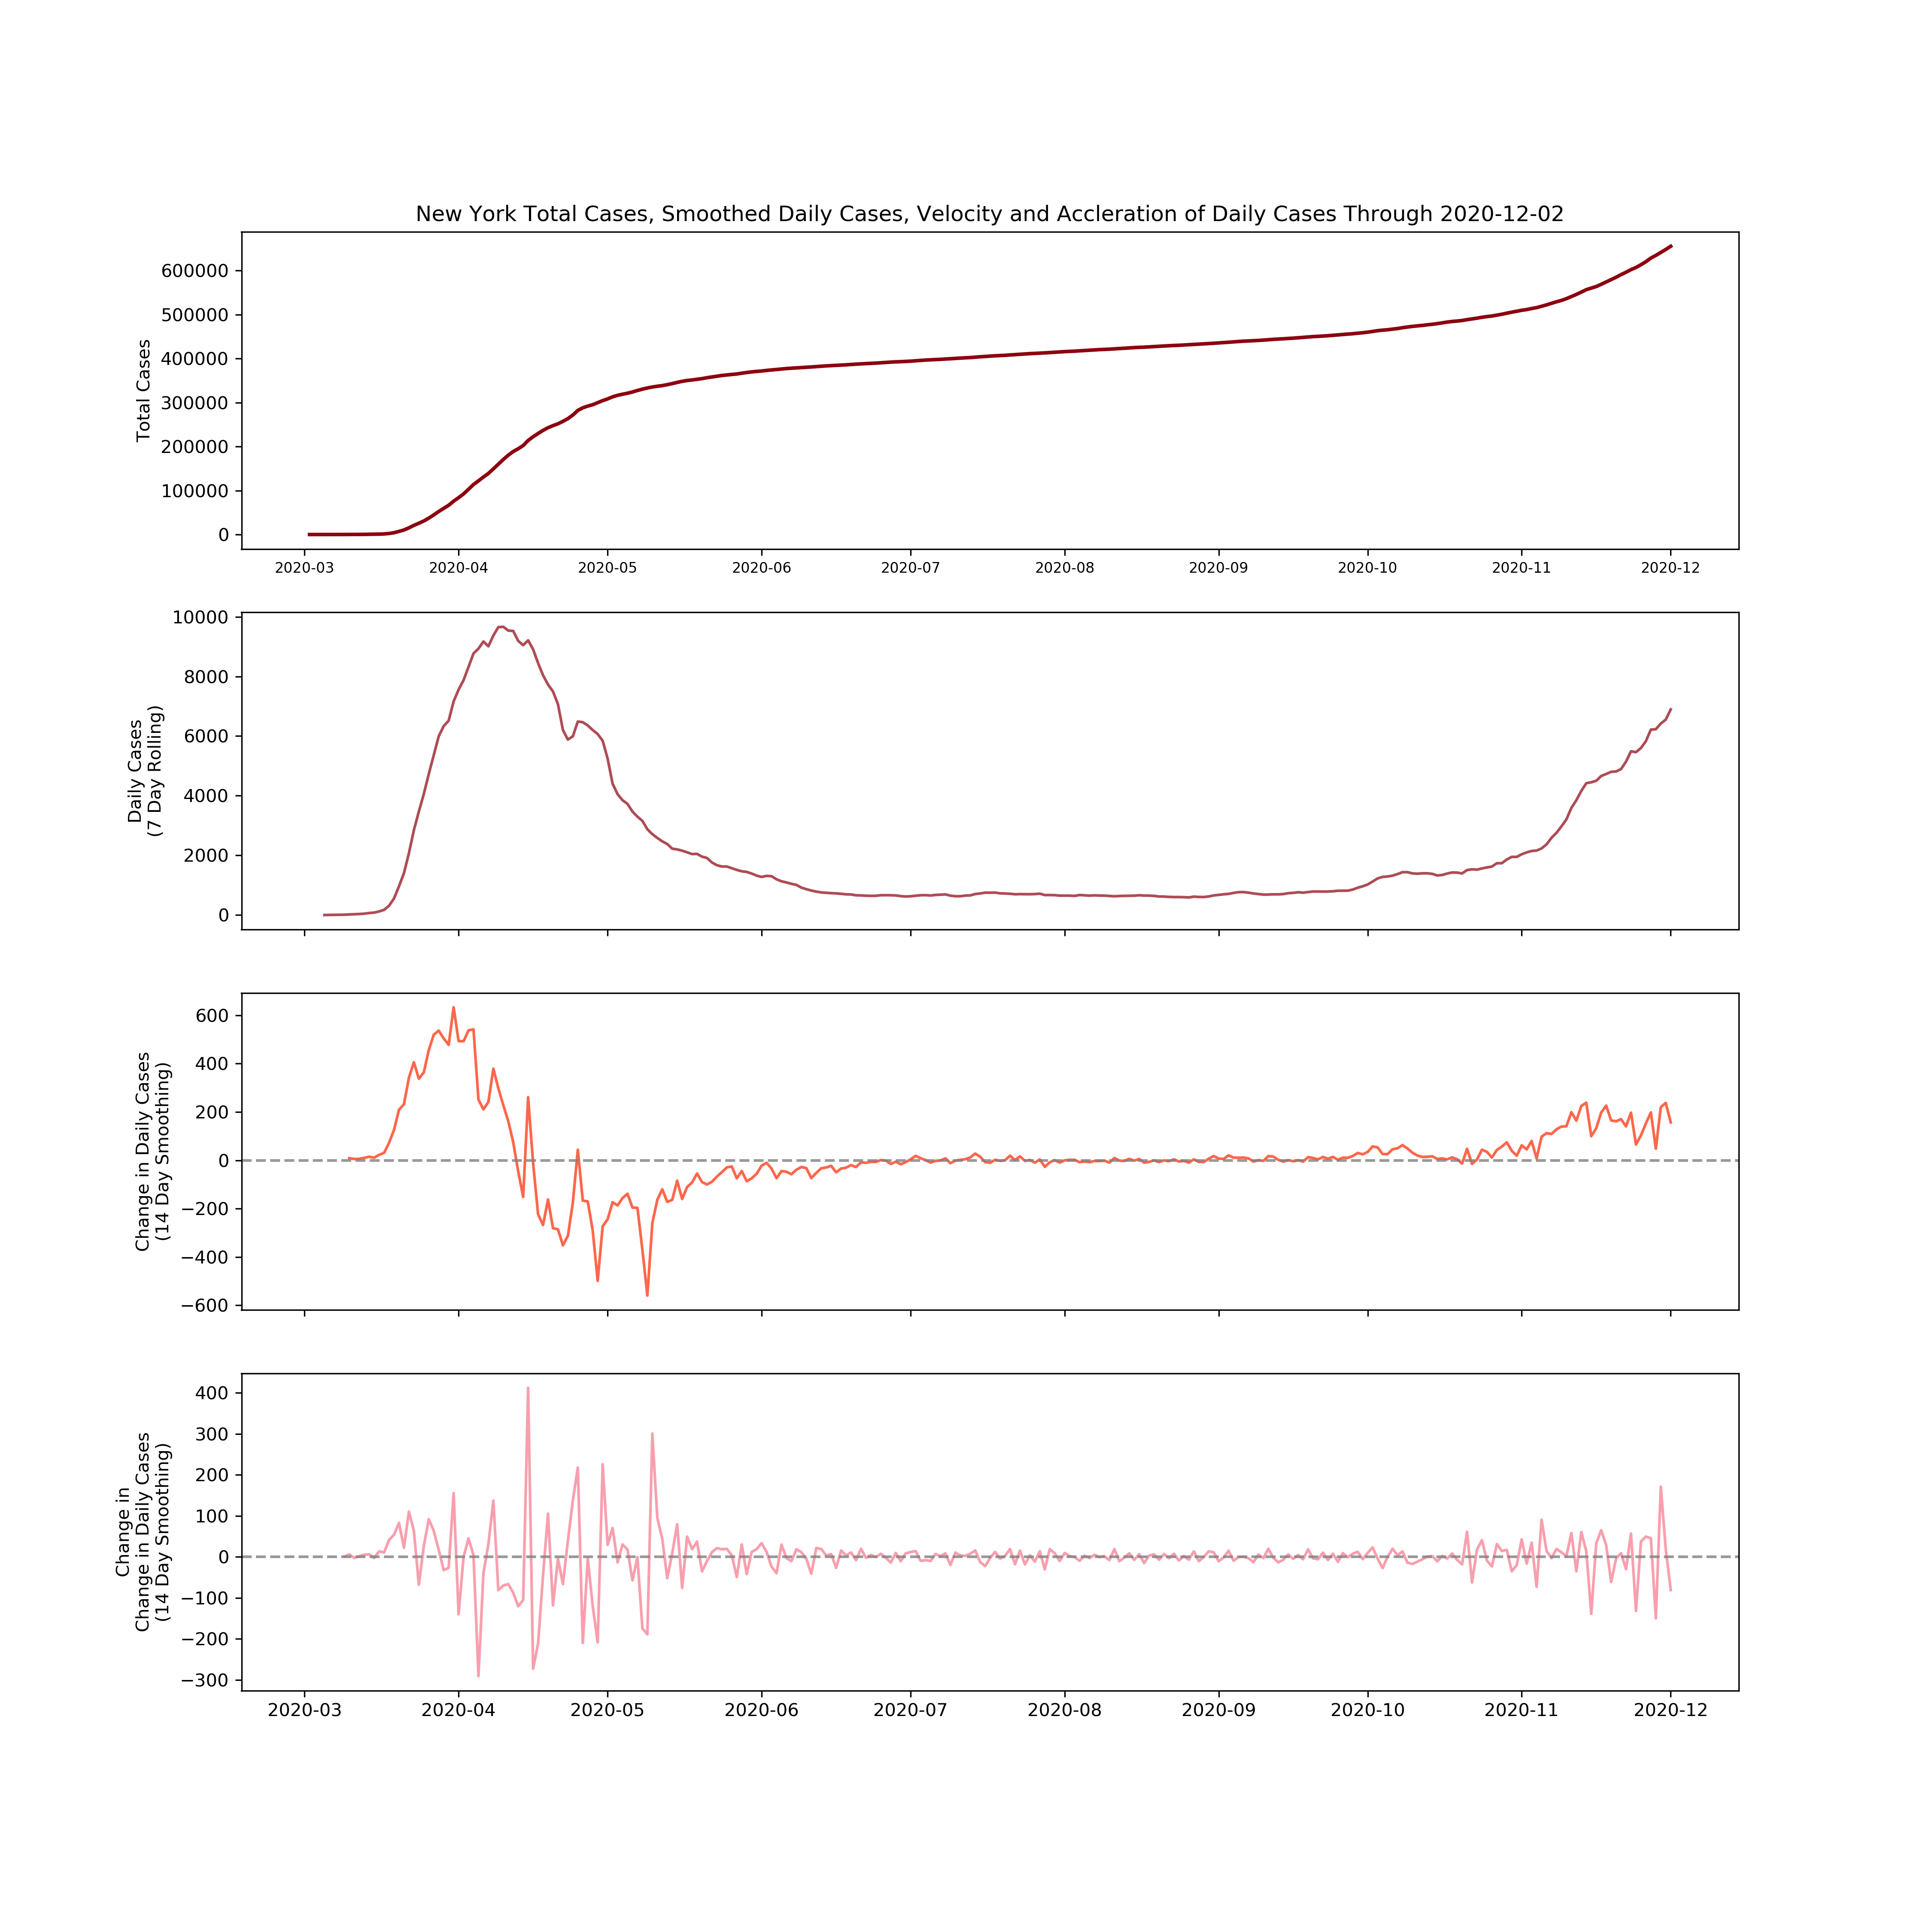 New York Total Cases, Smoothed Daily Cases, Velocity and Accleration of Daily Cases Through 2020-12-02
Total Cases
600000
500000
400000
300000
200000
100000
0
2020-03 2020-04 2020-05 2020-06 2020-07 2020-08 2020-09 2020-10 2020-11 2020-12
Daily Cases
(7 Day Rolling)
10000
8000
6000
4000
2000
0
Change in Daily Cases
(14 Day Smoothing)
600
400
200
0
−200
−400
−600
Change in
Change in Daily Cases
(14 Day Smoothing)
400
300
200
100
0
−100
−200
−300
2020-03 2020-04 2020-05 2020-06 2020-07 2020-08 2020-09 2020-10 2020-11 2020-12